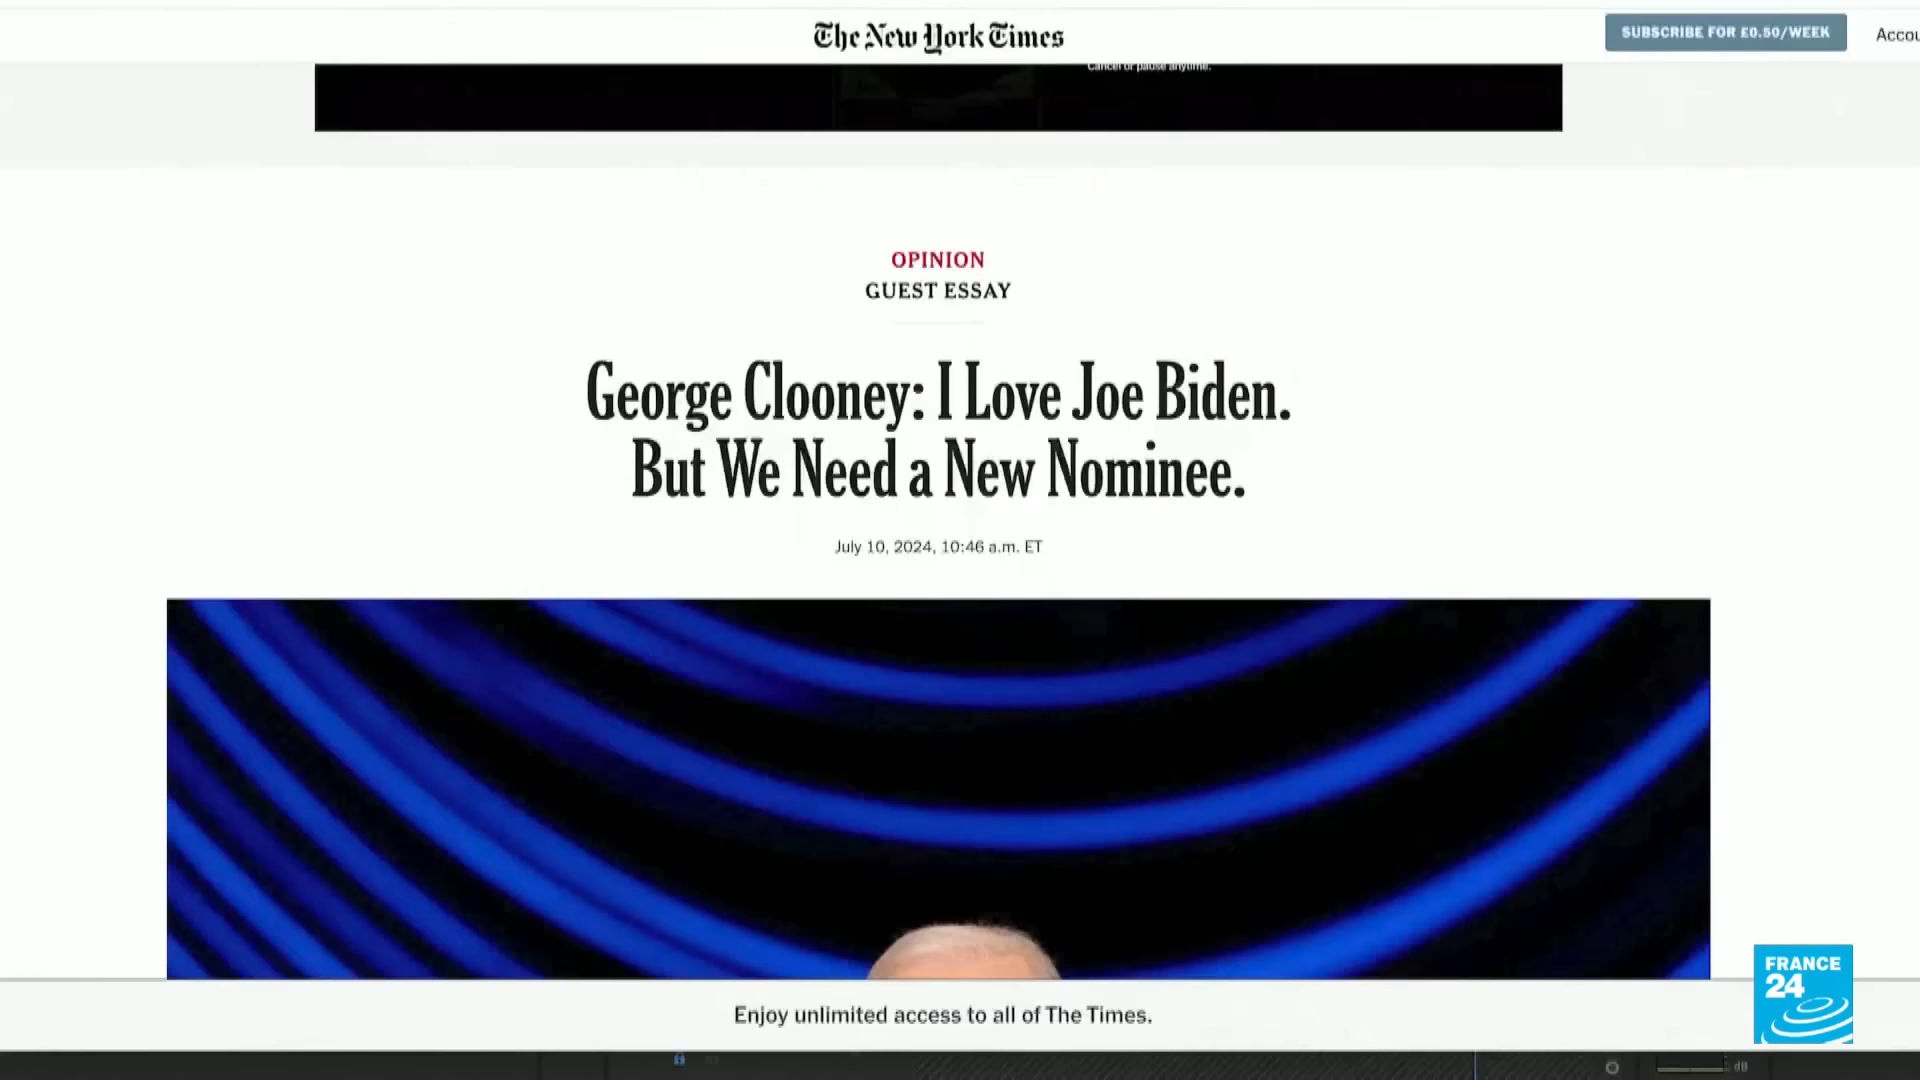 The New York Times
SUBSCRIBE FOR £0.50/WEEK
Accou
Cancel or pause anytime.
OPINION
GUEST ESSAY
George Clooney: I Love Joe Biden.
But We Need a New Nominee.
July 10, 2024, 10:46 a.m. ET
FRANCE
24
Enjoy unlimited access to all of The Times.
dB